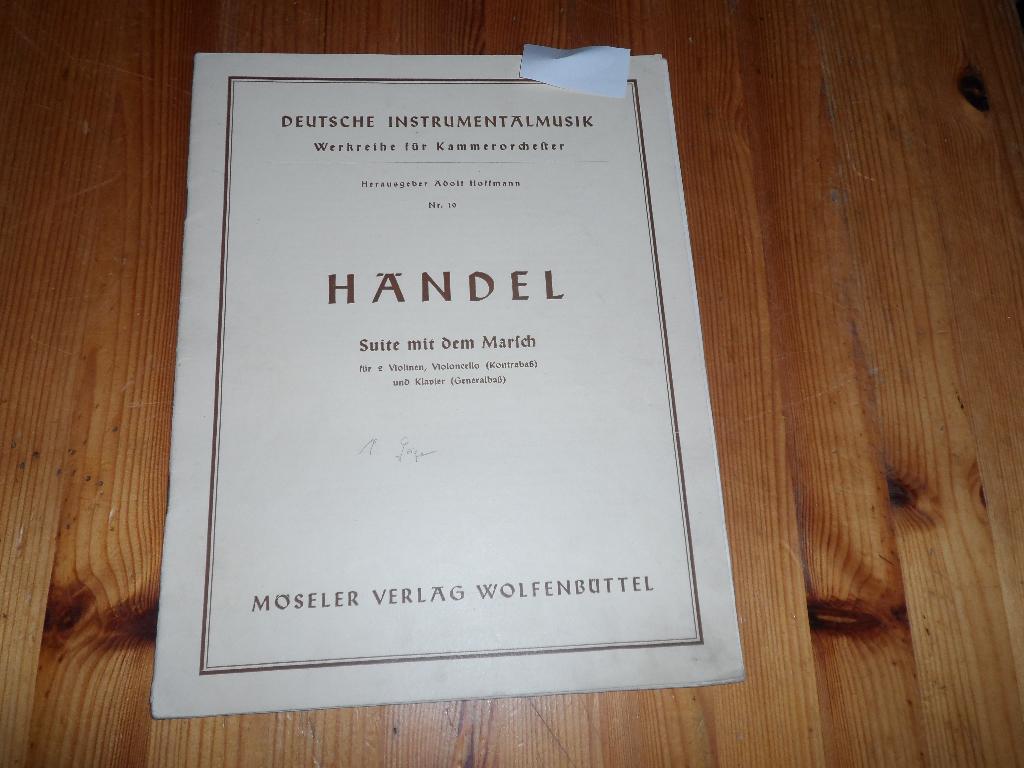 DEUTSCHE INSTRUMENTALMUSIK
Werkreihe für Kammerorcheſter
Herausgeber Adolf Hoffmann
Nr. 19
HÄNDEL
Suite mit dem Marſch
für 2 Violinen, Violoncello (Kontrabaß)
und Klavier (Generalbaß)
MÖSELER VERLAG WOLFENBÜTTEL